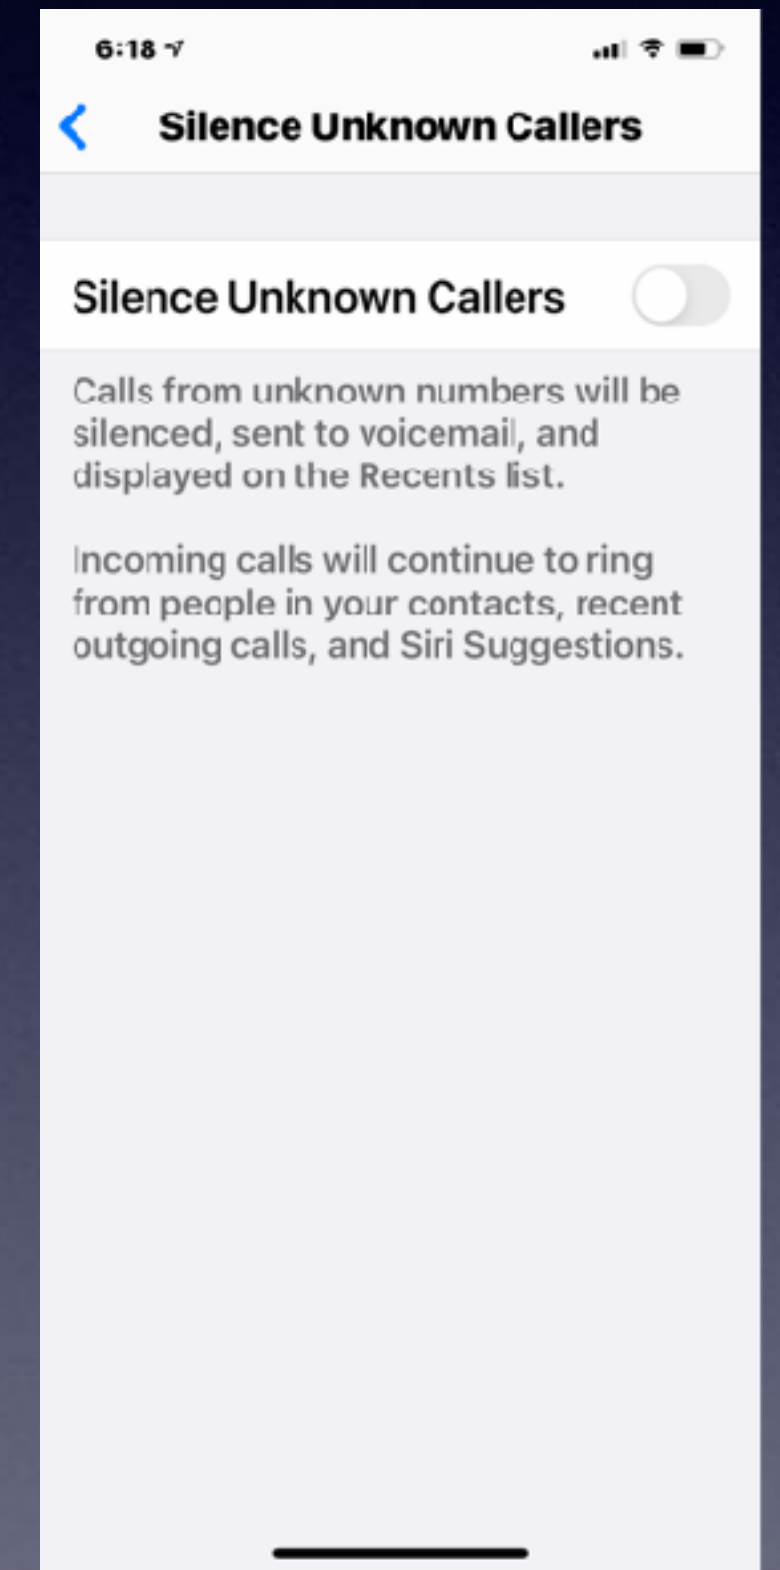 6:18
Silence Unknown Callers
Silence Unknown Callers
Calls from unknown numbers will be
silenced, sent to voicemail, and
displayed on the Recents list.
Incoming calls will continue to ring
from people in your contacts, recent
outgoing calls, and Siri Suggestions.